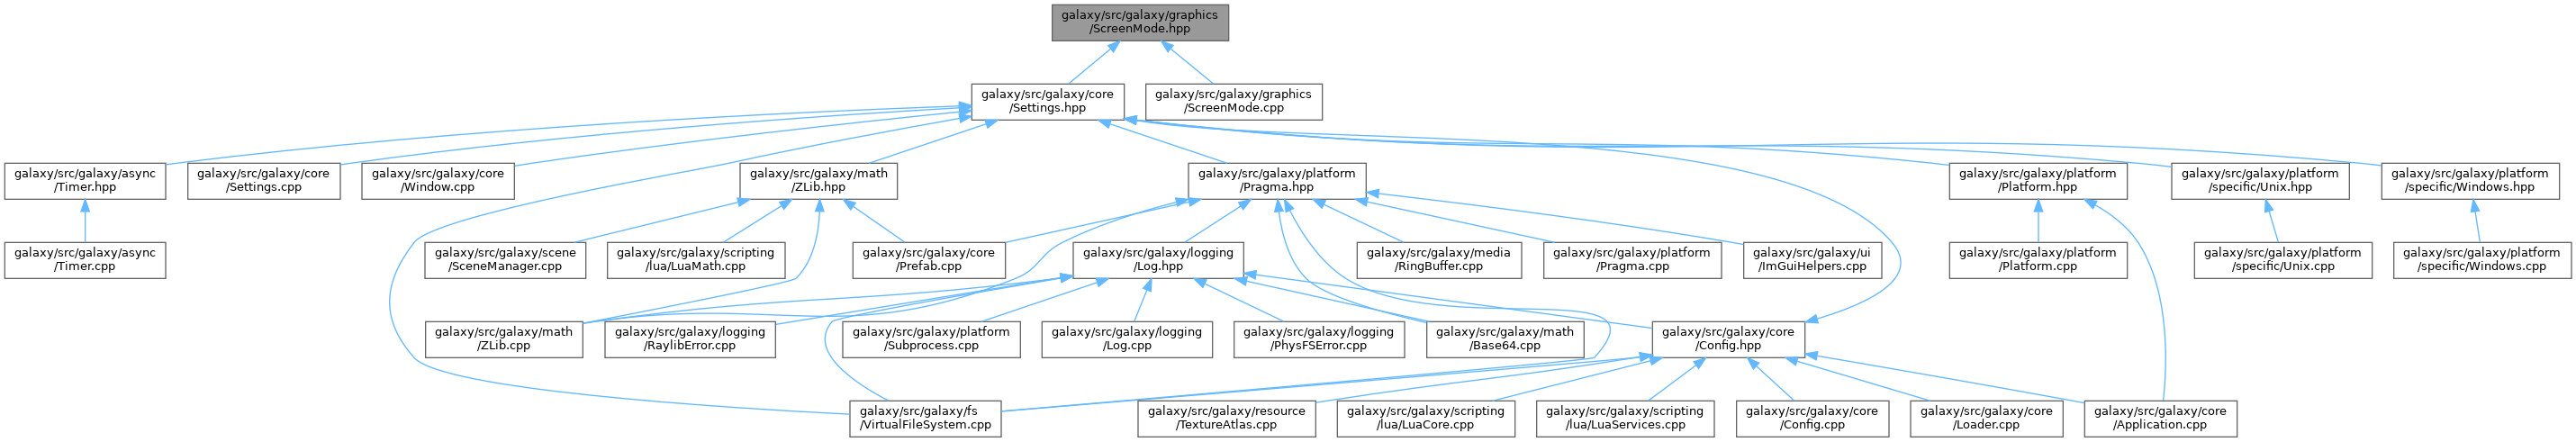 galaxy/src/galaxy/graphics
/ScreenMode.hpp
galaxy/src/galaxy/core
/Settings.hpp
galaxy/src/galaxy/graphics
/ScreenMode.cpp
galaxy/src/galaxy/async
/Timer.hpp
galaxy/src/galaxy/core
/Settings.cpp
galaxy/src/galaxy/core
/Window.cpp
galaxy/src/galaxy/math
/ZLib.hpp
galaxy/src/galaxy/platform
/Pragma.hpp
galaxy/src/galaxy/platform
/Platform.hpp
galaxy/src/galaxy/platform
/specific/Unix.hpp
galaxy/src/galaxy/platform
/specific/Windows.hpp
galaxy/src/galaxy/async
/Timer.cpp
galaxy/src/galaxy/scene
/SceneManager.cpp
galaxy/src/galaxy/scripting
/lua/LuaMath.cpp
galaxy/src/galaxy/core
/Prefab.cpp
galaxy/src/galaxy/logging
/Log.hpp
galaxy/src/galaxy/media
/RingBuffer.cpp
galaxy/src/galaxy/platform
/Pragma.cpp
galaxy/src/galaxy/ui
/ImGuiHelpers.cpp
galaxy/src/galaxy/platform
/Platform.cpp
galaxy/src/galaxy/platform
/specific/Unix.cpp
galaxy/src/galaxy/platform
/specific/Windows.cpp
galaxy/src/galaxy/math
/ZLib.cpp
galaxy/src/galaxy/logging
/RaylibError.cpp
galaxy/src/galaxy/platform
/Subprocess.cpp
galaxy/src/galaxy/logging
/Log.cpp
galaxy/src/galaxy/logging
/PhysFSError.cpp
galaxy/src/galaxy/math
/Base64.cpp
galaxy/src/galaxy/core
/Config.hpp
galaxy/src/galaxy/fs
/VirtualFileSystem.cpp
galaxy/src/galaxy/resource
/TextureAtlas.cpp
galaxy/src/galaxy/scripting
/lua/LuaCore.cpp
galaxy/src/galaxy/scripting
/lua/LuaServices.cpp
galaxy/src/galaxy/core
/Config.cpp
galaxy/src/galaxy/core
/Loader.cpp
galaxy/src/galaxy/core
/Application.cpp